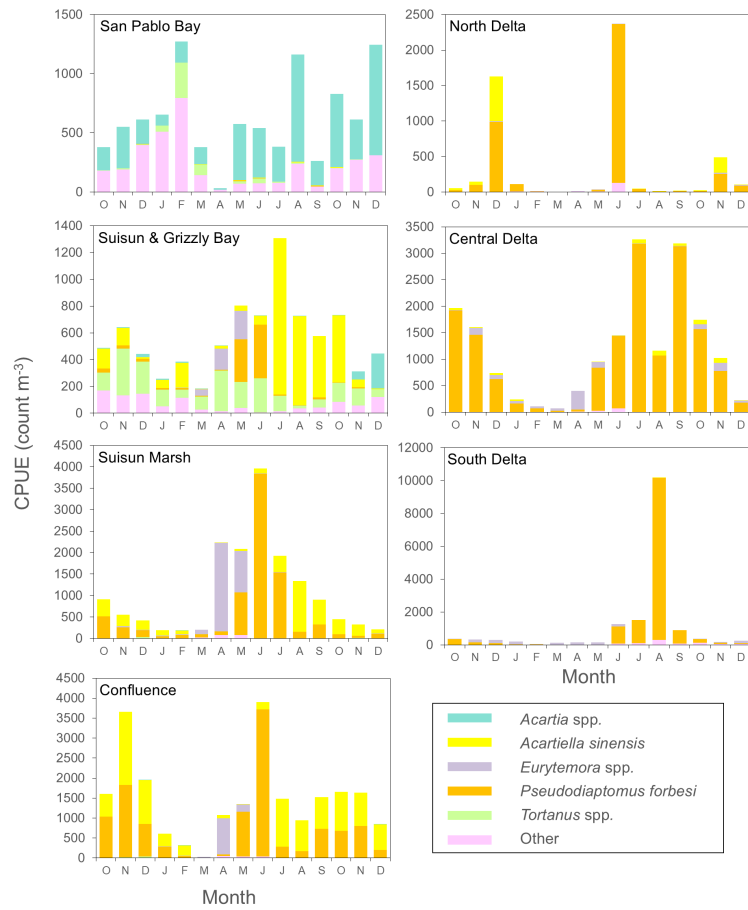 San Pablo Bay
1500
1000
500
0
O N D J F M A M J J A S O N D
North Delta
2500
2000
1500
1000
500
0
O N D J F M A M J J A S O N D
Suisun & Grizzly Bay
1400
1200
1000
800
600
400
200
0
O N D J F M A M J J A S O N D
Central Delta
3500
3000
2500
2000
1500
1000
500
0
O N D J F M A M J J A S O N D
CPUE (count m-3)
Suisun Marsh
4500
4000
3500
3000
2500
2000
1500
1000
500
0
O N D J F M A M J J A S O N D
South Delta
12000
10000
8000
6000
4000
2000
0
O N D J F M A M J J A S O N D
Month
Confluence
4500
4000
3500
3000
2500
2000
1500
1000
500
0
O N D J F M A M J J A S O N D
Month
Acartia spp.
Acartiella sinensis
Eurytemora spp.
Pseudodiaptomus forbesi
Tortanus spp.
Other